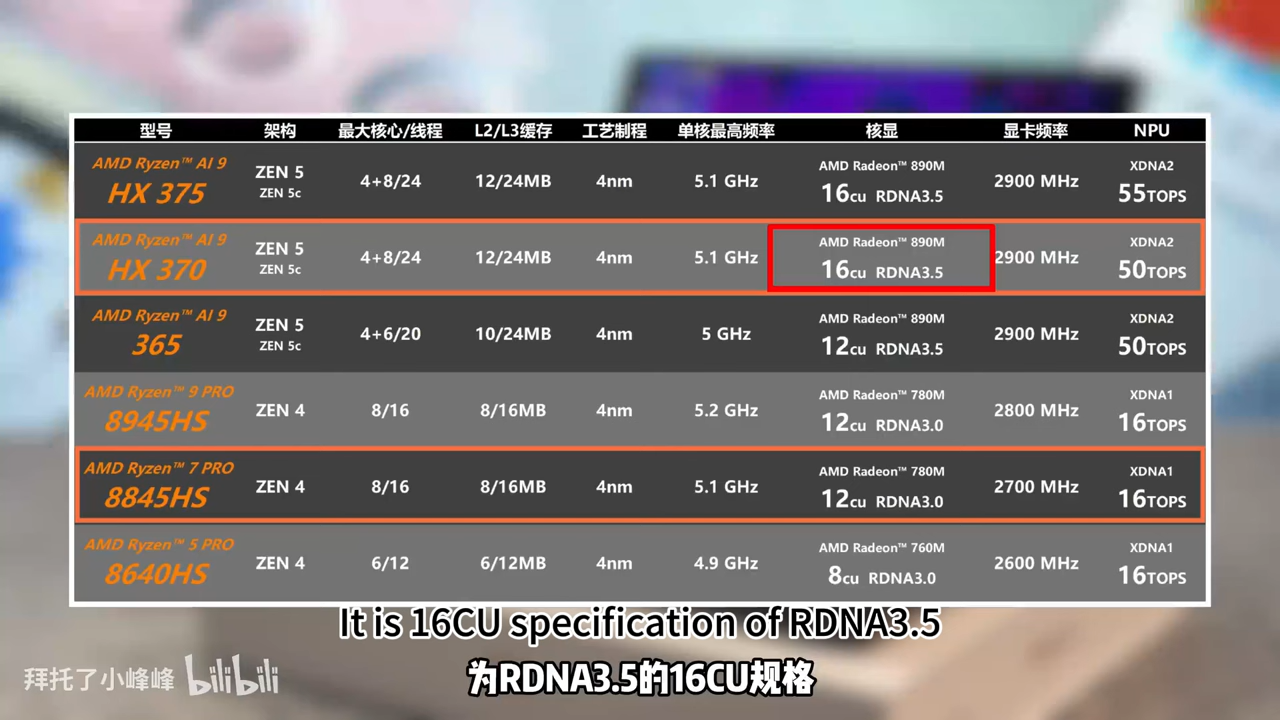 型号 架构 最大核心/线程 L2/L3缓存 工艺制程 单核最高频率 核显 显卡频率 NPU
AMD Ryzen™ AI 9
HX 375
ZEN 5
ZEN 5c
4+8/24
12/24MB
4nm
5.1 GHz
AMD Radeon™ 890M
16cu RDNA3.5
2900 MHz
XDNA2
55TOPS
AMD Ryzen™ AI 9
HX 370
ZEN 5
ZEN 5c
4+8/24
12/24MB
4nm
5.1 GHz
AMD Radeon™ 890M
16cu RDNA3.5
2900 MHz
XDNA2
50TOPS
AMD Ryzen™ AI 9
365
ZEN 5
ZEN 5c
4+6/20
10/24MB
4nm
5 GHz
AMD Radeon™ 890M
12cu RDNA3.5
2900 MHz
XDNA2
50TOPS
AMD Ryzen™ 9 PRO
8945HS
ZEN 4
8/16
8/16MB
4nm
5.2 GHz
AMD Radeon™ 780M
12cu RDNA3.0
2800 MHz
XDNA1
16TOPS
AMD Ryzen™ 7 PRO
8845HS
ZEN 4
8/16
8/16MB
4nm
5.1 GHz
AMD Radeon™ 780M
12cu RDNA3.0
2700 MHz
XDNA1
16TOPS
AMD Ryzen™ 5 PRO
8640HS
ZEN 4
6/12
6/12MB
4nm
4.9 GHz
AMD Radeon™ 760M
8cu RDNA3.0
2600 MHz
XDNA1
16TOPS
It is 16CU specification of RDNA3.5
为RDNA3.5的16CU规格
拜托了小峰峰 bilibili